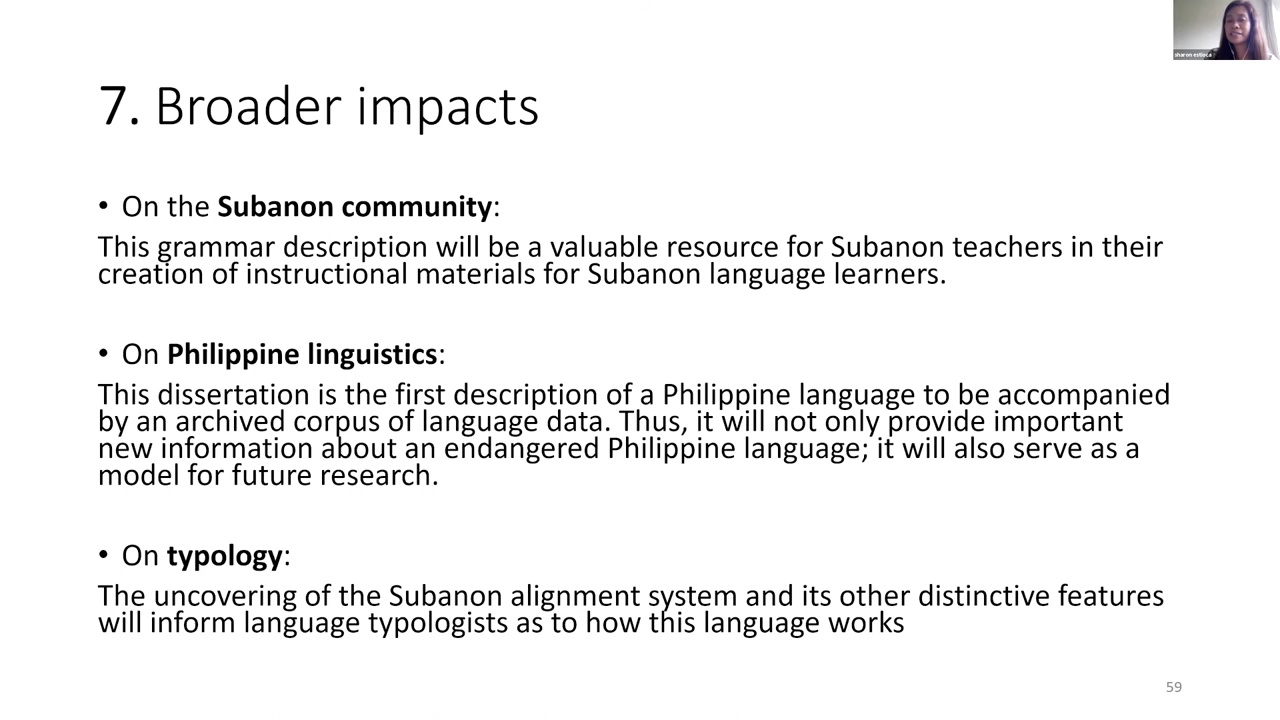 sharon estioca
7. Broader impacts
• On the Subanon community:
This grammar description will be a valuable resource for Subanon teachers in their
creation of instructional materials for Subanon language learners.
• On Philippine linguistics:
This dissertation is the first description of a Philippine language to be accompanied
by an archived corpus of language data. Thus, it will not only provide important
new information about an endangered Philippine language; it will also serve as a
model for future research.
• On typology:
The uncovering of the Subanon alignment system and its other distinctive features
will inform language typologists as to how this language works
59